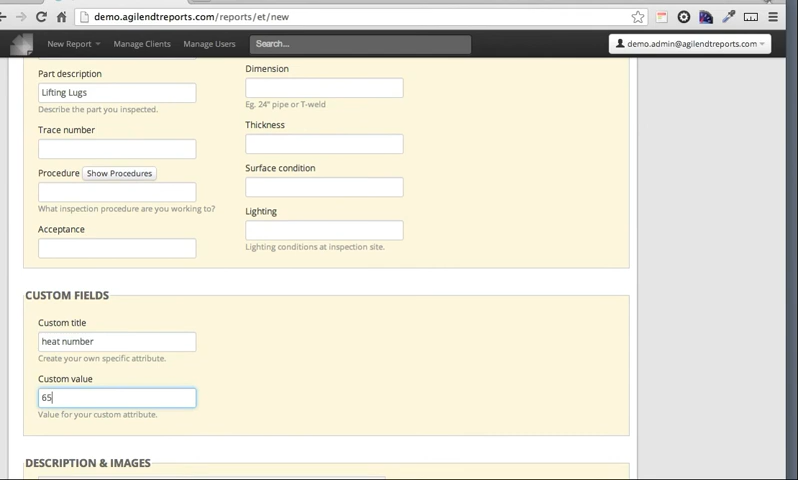 demo.agilendtreports.com/reports/et/new
New Report
Manage Clients
Manage Users
Search...
demo.admin@agilendtreports.com
Part description
Lifting Lugs
Describe the part you inspected.
Trace number
Procedure
Show Procedures
What inspection procedure are you working to?
Acceptance
Dimension
Eg. 24" pipe or T-weld
Thickness
Surface condition
Lighting
Lighting conditions at inspection site.
CUSTOM FIELDS
Custom title
heat number
Create your own specific attribute.
Custom value
65
Value for your custom attribute.
DESCRIPTION & IMAGES